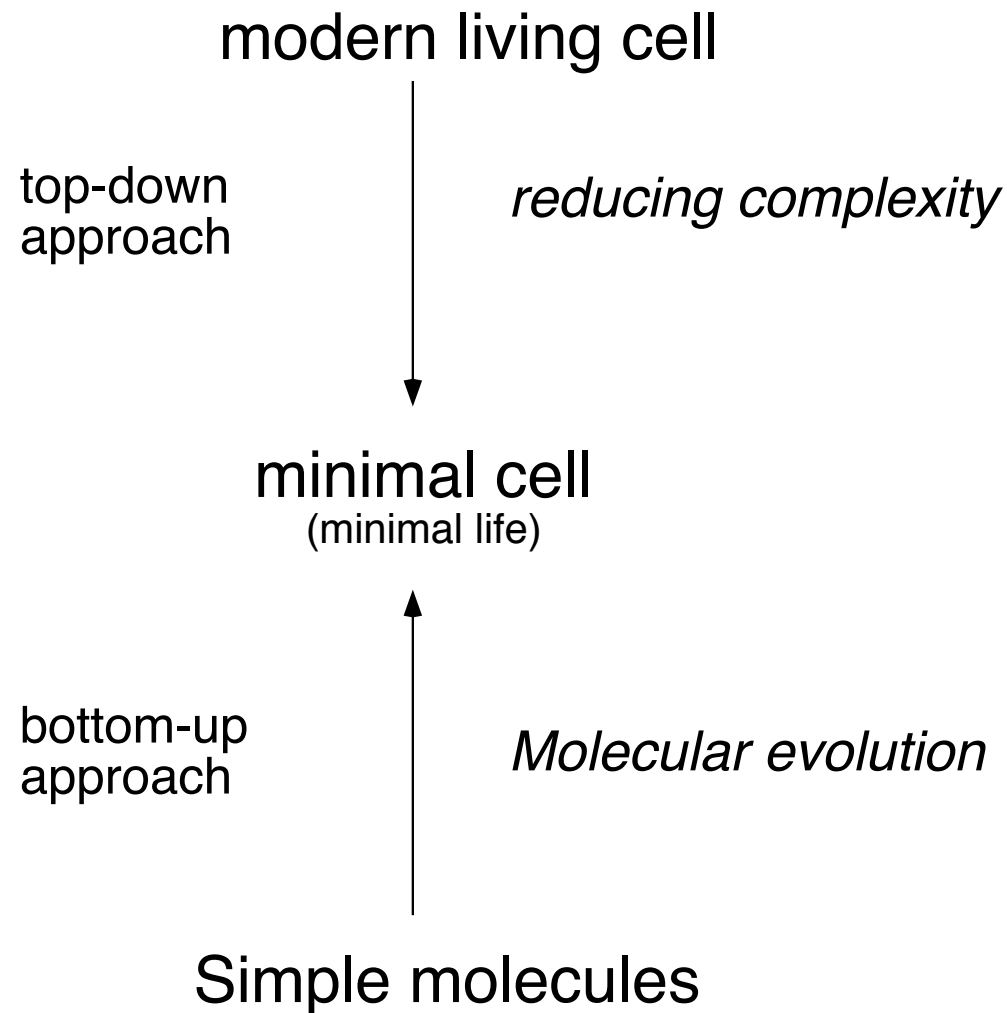 modern living cell
top-down
approach
reducing complexity
minimal cell
(minimal life)
bottom-up
approach
Molecular evolution
Simple molecules